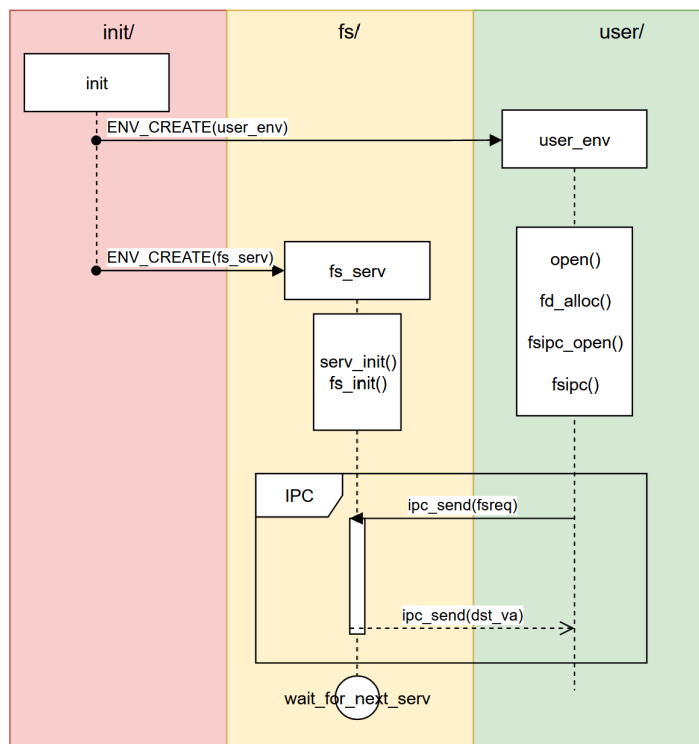 init/
fs/
user/
init
ENV_CREATE(user_env)
user_env
ENV_CREATE(fs_serv)
fs_serv
open()
fd_alloc()
fsipc_open()
fsipc()
serv_init()
fs_init()
IPC
ipc_send(fsreq)
ipc_send(dst_va)
wait_for_next_serv